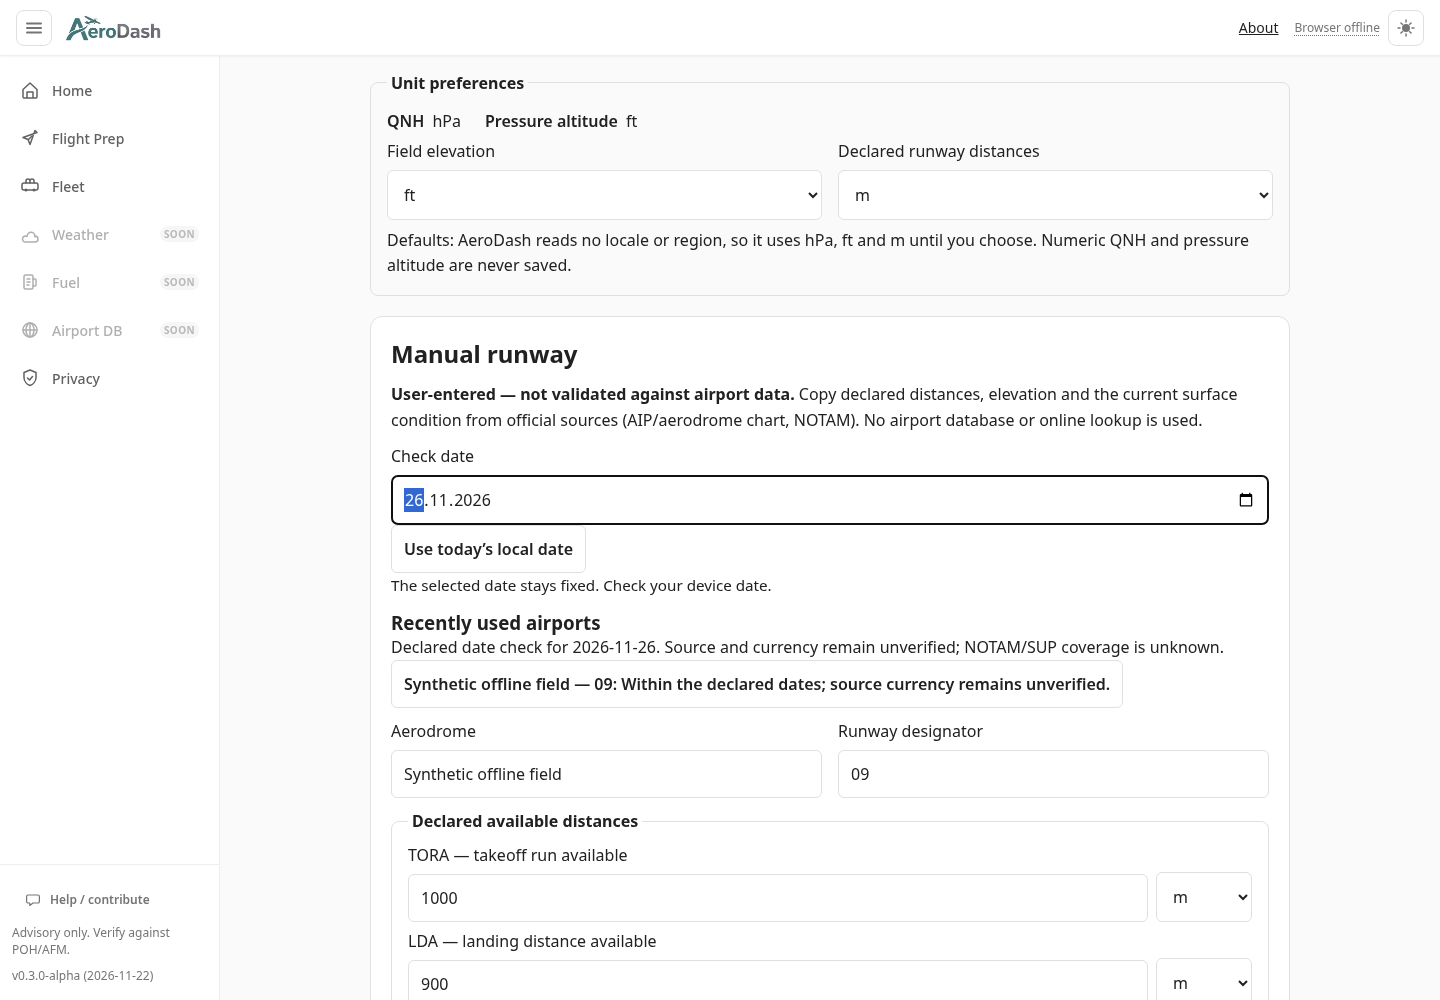 AeroDash
About
Browser offline
Home
Flight Prep
Fleet
Weather SOON
Fuel SOON
Airport DB SOON
Privacy
Help / contribute
Advisory only. Verify against
POH/AFM.
v0.3.0-alpha (2026-11-22)
Unit preferences
QNH hPa Pressure altitude ft
Field elevation
ft
Declared runway distances
m
Defaults: AeroDash reads no locale or region, so it uses hPa, ft and m until you choose. Numeric QNH and pressure
altitude are never saved.
Manual runway
User-entered — not validated against airport data. Copy declared distances, elevation and the current surface
condition from official sources (AIP/aerodrome chart, NOTAM). No airport database or online lookup is used.
Check date
26.11.2026
Use today’s local date
The selected date stays fixed. Check your device date.
Recently used airports
Declared date check for 2026-11-26. Source and currency remain unverified; NOTAM/SUP coverage is unknown.
Synthetic offline field — 09: Within the declared dates; source currency remains unverified.
Aerodrome
Synthetic offline field
Runway designator
09
Declared available distances
TORA — takeoff run available
1000
m
LDA — landing distance available
900
m